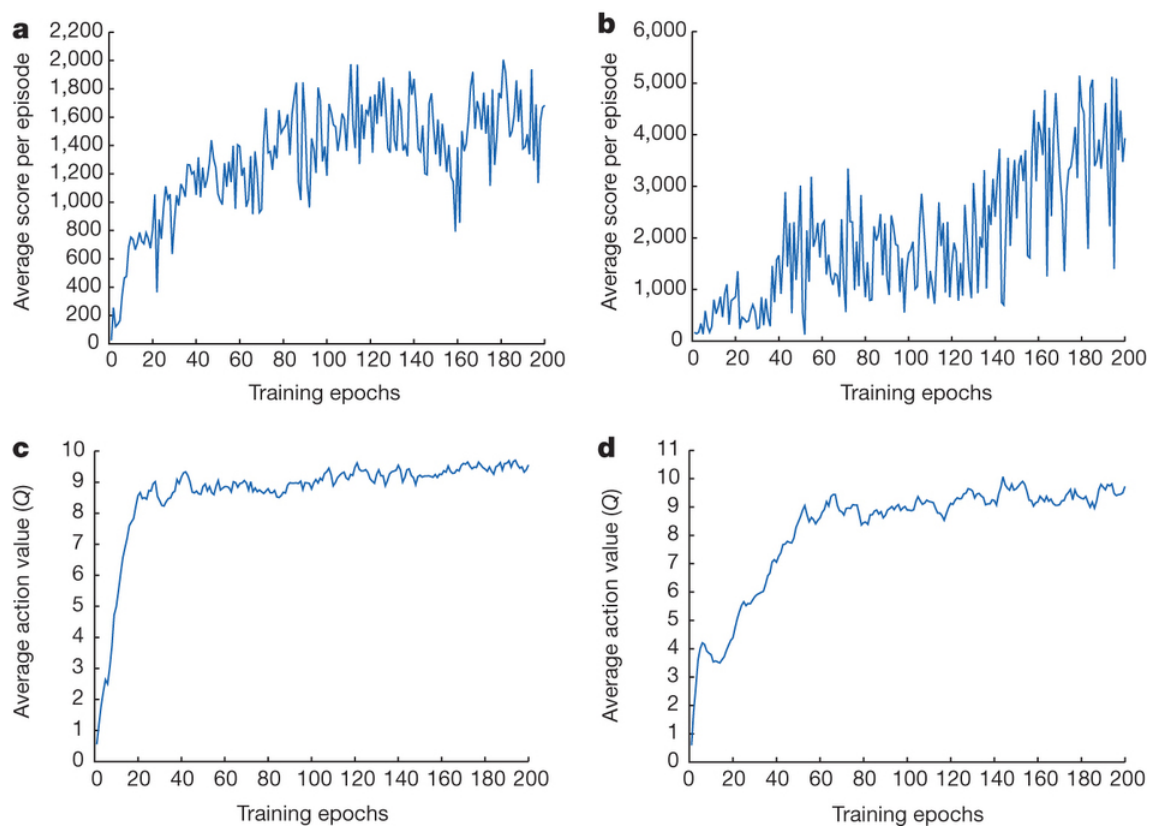 a
Average score per episode
2,200
2,000
1,800
1,600
1,400
1,200
1,000
800
600
400
200
0
0 20 40 60 80 100 120 140 160 180 200
Training epochs
b
Average score per episode
6,000
5,000
4,000
3,000
2,000
1,000
0
0 20 40 60 80 100 120 140 160 180 200
Training epochs
c
Average action value (Q)
10
9
8
7
6
5
4
3
2
1
0
0 20 40 60 80 100 120 140 160 180 200
Training epochs
d
Average action value (Q)
11
10
9
8
7
6
5
4
3
2
1
0
0 20 40 60 80 100 120 140 160 180 200
Training epochs